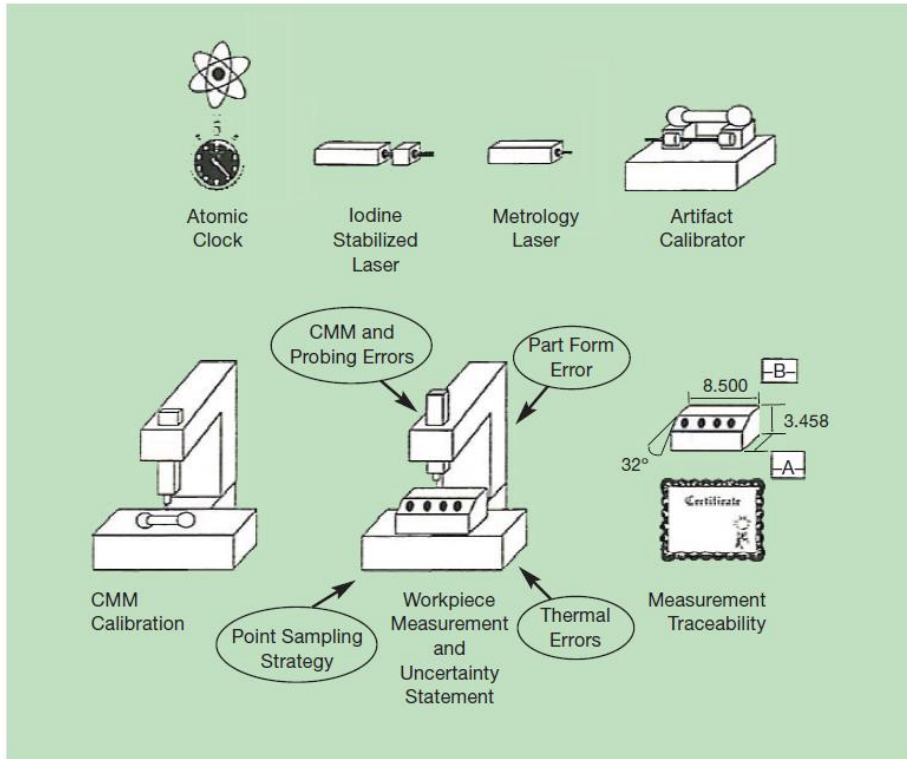 Atomic
Clock
Iodine
Stabilized
Laser
Metrology
Laser
Artifact
Calibrator
CMM and
Probing Errors
Part Form
Error
-B-
8.500
3.458
32°
-A-
Certificate
CMM
Calibration
Point Sampling
Strategy
Workpiece
Measurement
and
Uncertainty
Statement
Thermal
Errors
Measurement
Traceability